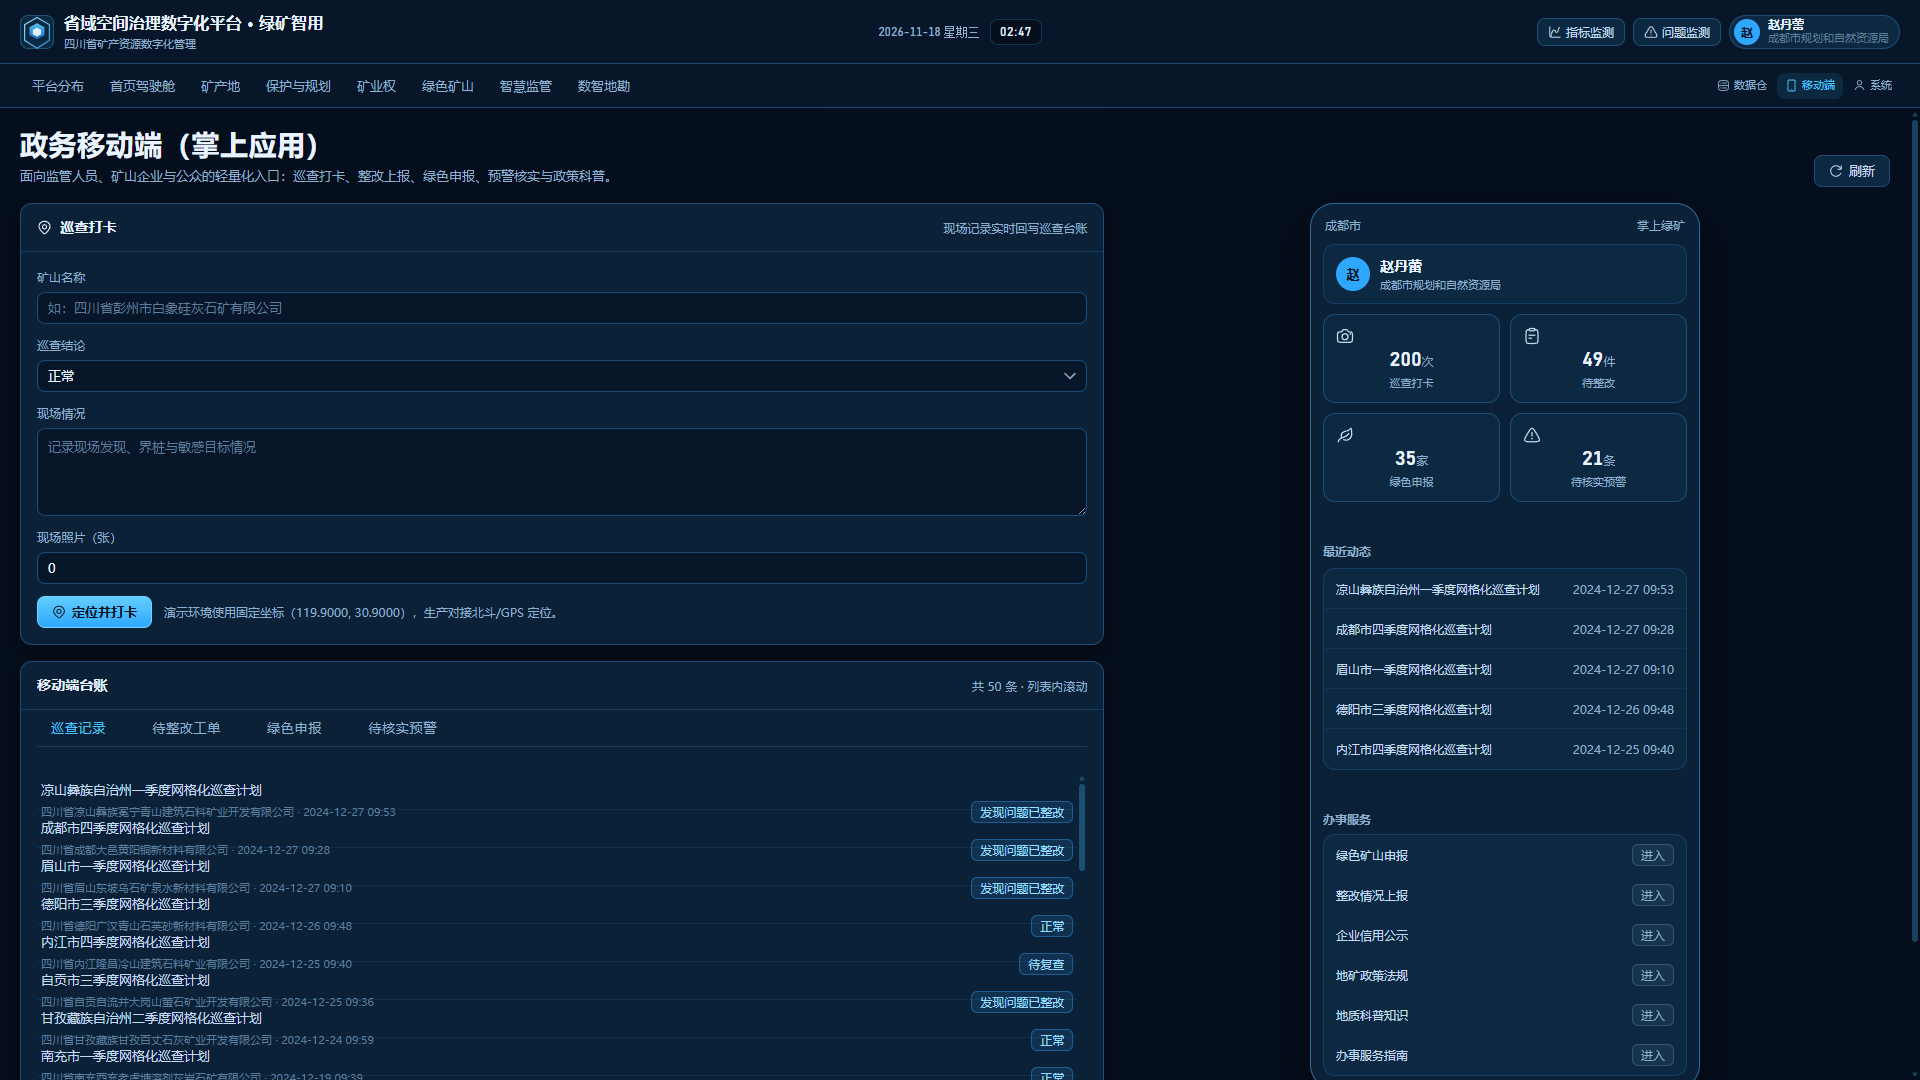 省域空间治理数字化平台 • 绿矿智用
四川省矿产资源数字化管理
2026-11-18 星期三 02:47
指标监测 问题监测
赵 赵丹蕾
成都市规划和自然资源局
平台分布 首页驾驶舱 矿产地 保护与规划 矿业权 绿色矿山 智慧监管 数智地勘
数据仓 移动端 系统
政务移动端（掌上应用）
面向监管人员、矿山企业与公众的轻量化入口：巡查打卡、整改上报、绿色申报、预警核实与政策科普。
刷新
巡查打卡 现场记录实时回写巡查台账
矿山名称
如：四川省彭州市白象硅灰石矿有限公司
巡查结论
正常
现场情况
记录现场发现、界桩与敏感目标情况
现场照片（张）
0
定位并打卡 演示环境使用固定坐标（119.9000, 30.9000），生产对接北斗/GPS 定位。
移动端台账 共 50 条 · 列表内滚动
巡查记录 待整改工单 绿色申报 待核实预警
凉山彝族自治州一季度网格化巡查计划
四川省凉山彝族冕宁青山建筑石料矿业开发有限公司 · 2024-12-27 09:53 发现问题已整改
成都市四季度网格化巡查计划
四川省成都大邑黄阳铜新材料有限公司 · 2024-12-27 09:28 发现问题已整改
眉山市一季度网格化巡查计划
四川省眉山东坡乌石矿泉水新材料有限公司 · 2024-12-27 09:10 发现问题已整改
德阳市三季度网格化巡查计划
四川省德阳广汉青山石英砂新材料有限公司 · 2024-12-26 09:48 正常
内江市四季度网格化巡查计划
四川省内江隆昌冷山建筑石料矿业有限公司 · 2024-12-25 09:40 待复查
自贡市三季度网格化巡查计划
四川省自贡自流井大岗山萤石矿业开发有限公司 · 2024-12-25 09:36 发现问题已整改
甘孜藏族自治州二季度网格化巡查计划
四川省甘孜藏族甘孜百丈石灰矿业开发有限公司 · 2024-12-24 09:59 正常
南充市一季度网格化巡查计划
四川省南充西充老虎塘溶剂灰岩石矿有限公司 · 2024-12-19 09:39 正常
成都市 掌上绿矿
赵 赵丹蕾
成都市规划和自然资源局
200次
巡查打卡
49件
待整改
35家
绿色申报
21条
待核实预警
最近动态
凉山彝族自治州一季度网格化巡查计划 2024-12-27 09:53
成都市四季度网格化巡查计划 2024-12-27 09:28
眉山市一季度网格化巡查计划 2024-12-27 09:10
德阳市三季度网格化巡查计划 2024-12-26 09:48
内江市四季度网格化巡查计划 2024-12-25 09:40
办事服务
绿色矿山申报 进入
整改情况上报 进入
企业信用公示 进入
地矿政策法规 进入
地质科普知识 进入
办事服务指南 进入